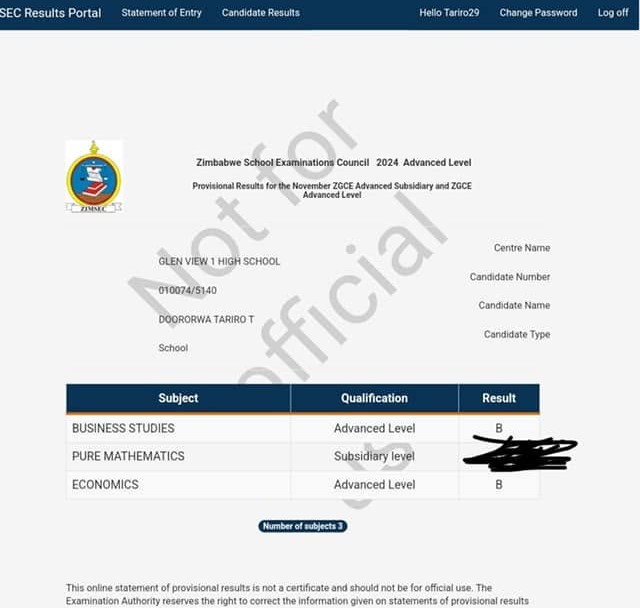 SEC Results Portal Statement of Entry Candidate Results Hello Tariro29 Change Password Log off
ZIMSEC
Zimbabwe School Examinations Council 2024 Advanced Level
Provisional Results for the November ZGCE Advanced Subsidiary and ZGCE
Advanced Level
Not for
official
Centre Name
GLEN VIEW 1 HIGH SCHOOL
Candidate Number
010074/5140
Candidate Name
DOORORWA TARIRO T
Candidate Type
School
Subject Qualification Result
BUSINESS STUDIES Advanced Level B
PURE MATHEMATICS Subsidiary level
ECONOMICS Advanced Level B
Number of subjects 3
This online statement of provisional results is not a certificate and should not be for official use. The
Examination Authority reserves the right to correct the information given on statements of provisional results